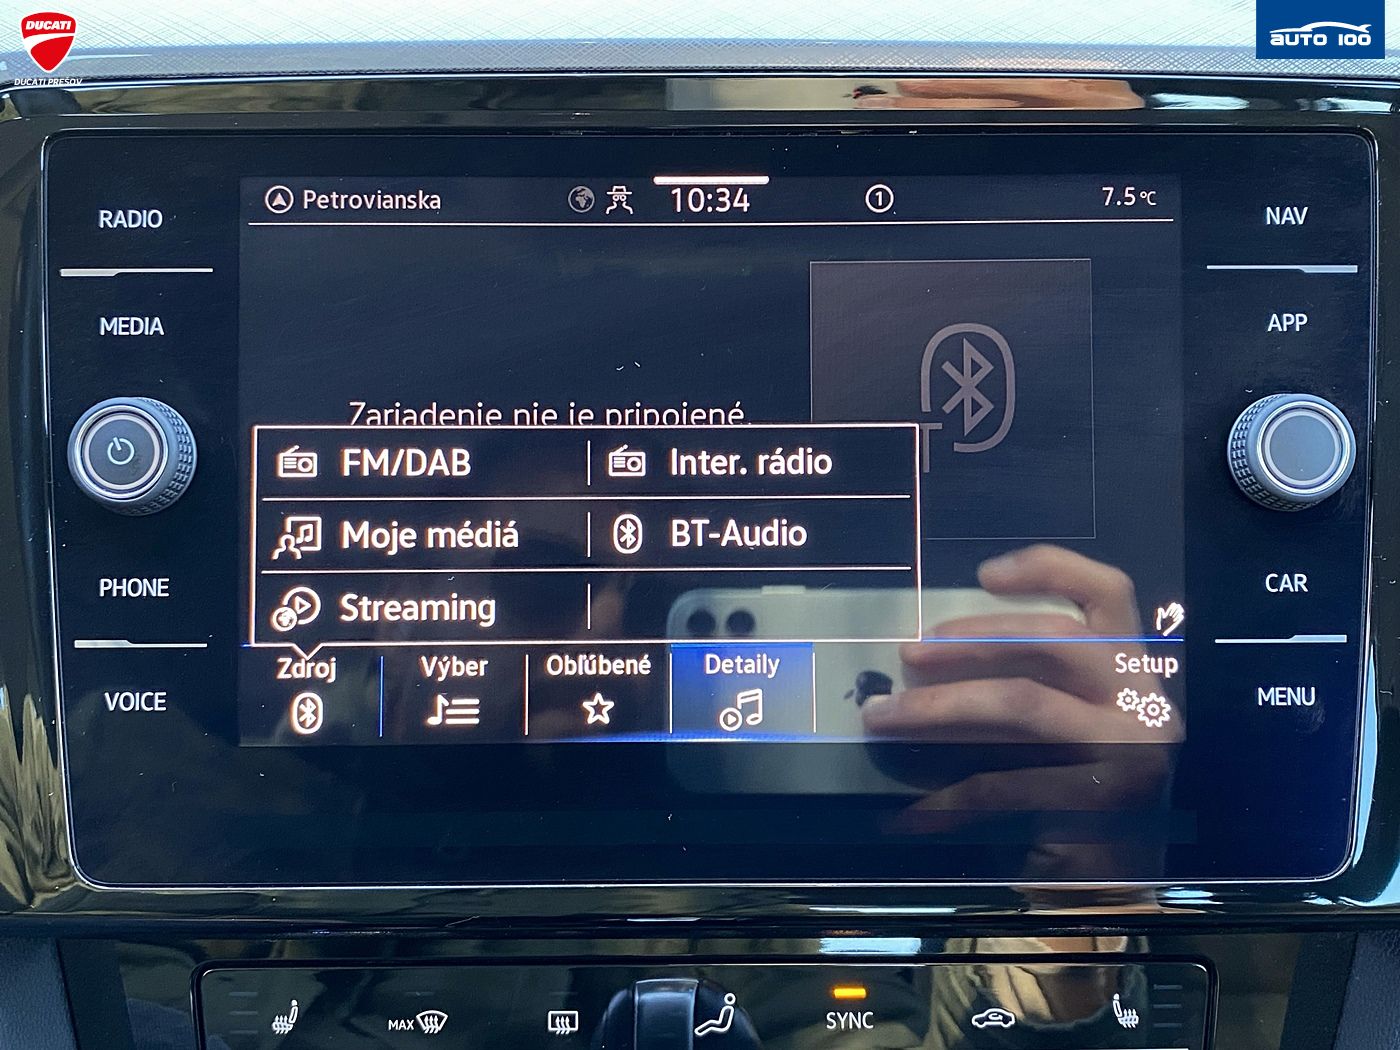 DUCATI
DUCATI PREŠOV
AUTO 100
RADIO
MEDIA
PHONE
VOICE
Petrovianska
10:34
1
7.5 °C
Zariadenie nie je pripojené.
FM/DAB
Inter. rádio
Moje médiá
BT-Audio
Streaming
Zdroj
Výber
Obľúbené
Detaily
Setup
NAV
APP
CAR
MENU
MAX
SYNC